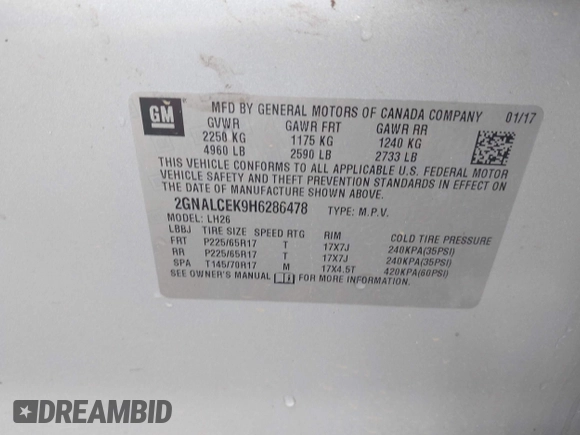 GM
MFD BY GENERAL MOTORS OF CANADA COMPANY 01/17
GVWR GAWR FRT GAWR RR
2250 KG 1175 KG 1240 KG
4960 LB 2590 LB 2733 LB
THIS VEHICLE CONFORMS TO ALL APPLICABLE U.S. FEDERAL MOTOR
VEHICLE SAFETY AND THEFT PREVENTION STANDARDS IN EFFECT ON
THE DATE OF MANUFACTURE SHOWN ABOVE.
2GNALCEK9H6286478 TYPE: M.P.V.
MODEL: LH26
LBBJ TIRE SIZE SPEED RTG RIM COLD TIRE PRESSURE
FRT P225/65R17 T 17X7J 240KPA(35PSI)
RR P225/65R17 T 17X7J 240KPA(35PSI)
SPA T145/70R17 M 17X4.5T 420KPA(60PSI)
SEE OWNER'S MANUAL FOR MORE INFORMATION.
DREAMBID